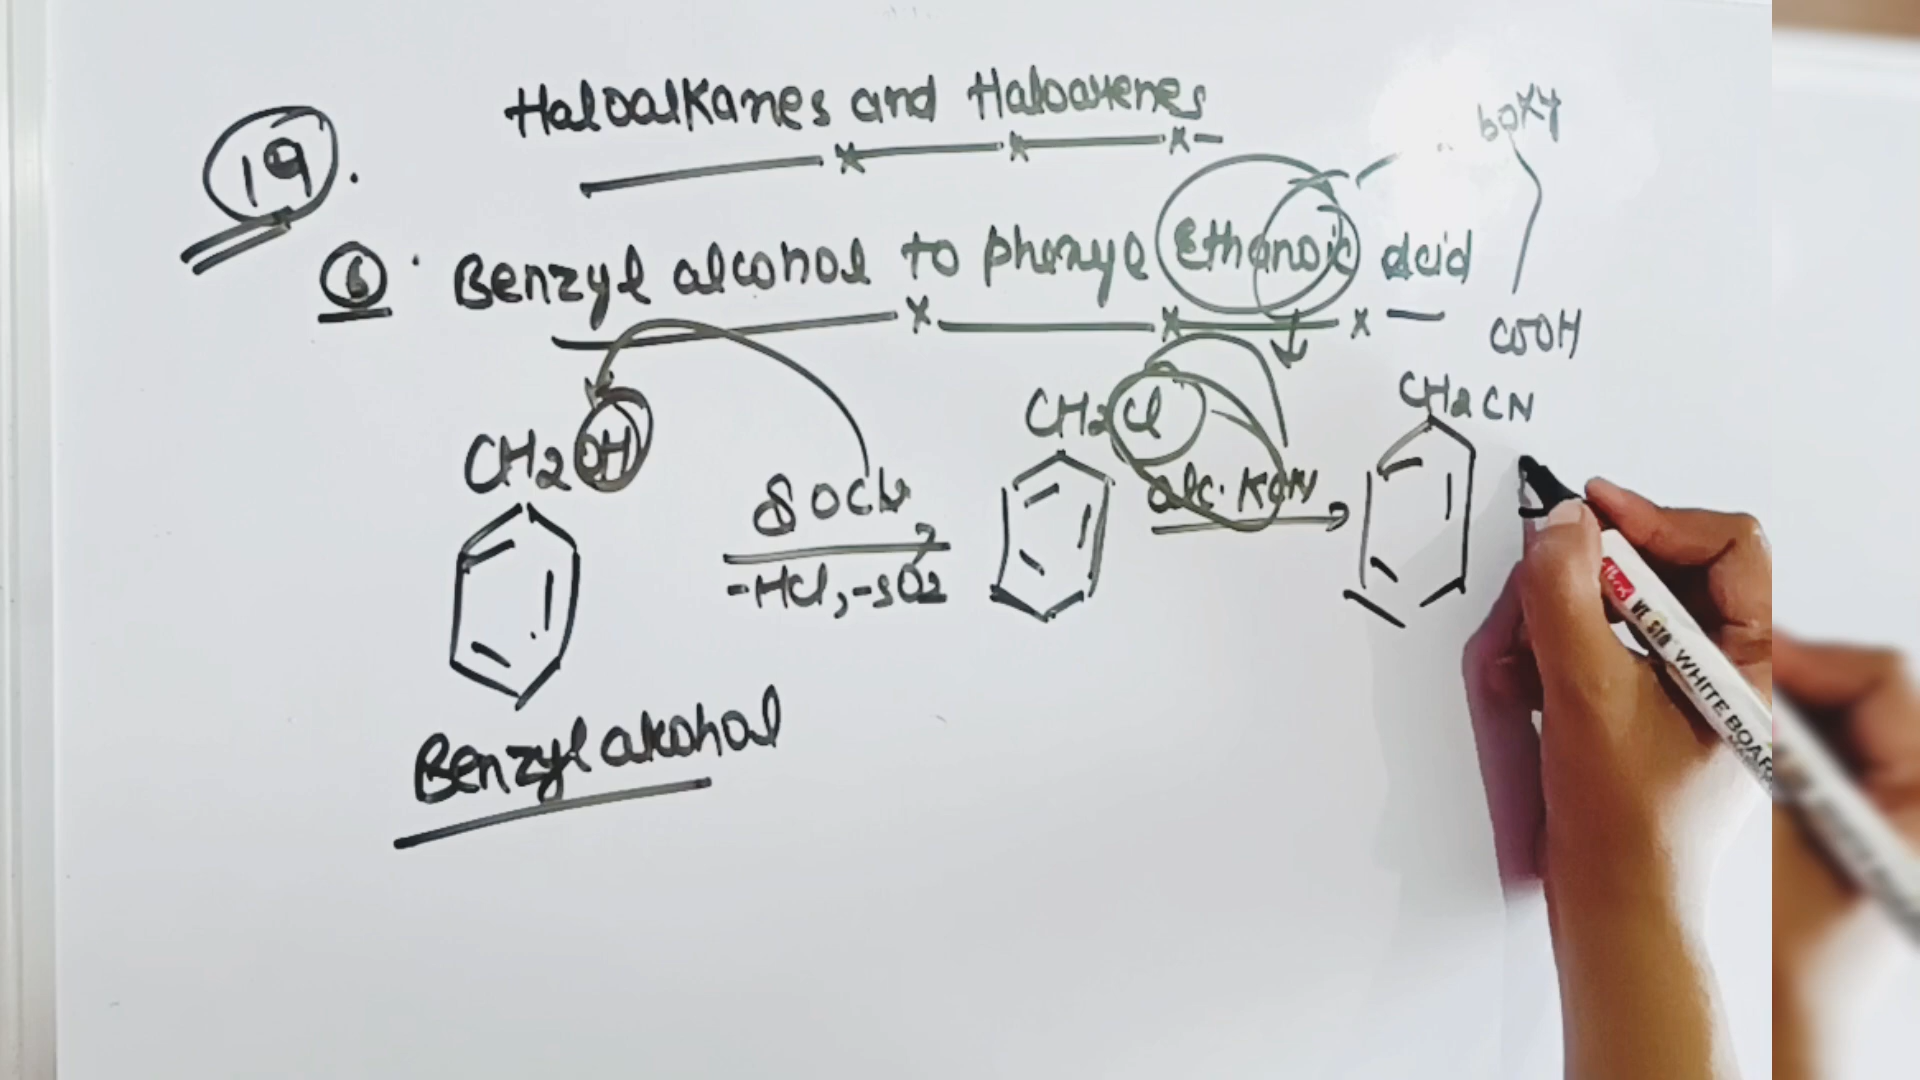 Haloalkanes and Haloarenes
19.
boxy
6. Benzyl alcohol to phenyl Ethanoic acid
COOH
CH2OH
SOCl2
-HCl, -SO2
CH2Cl
alc. KCN
CH2CN
Benzyl alcohol
WHITE BOARD